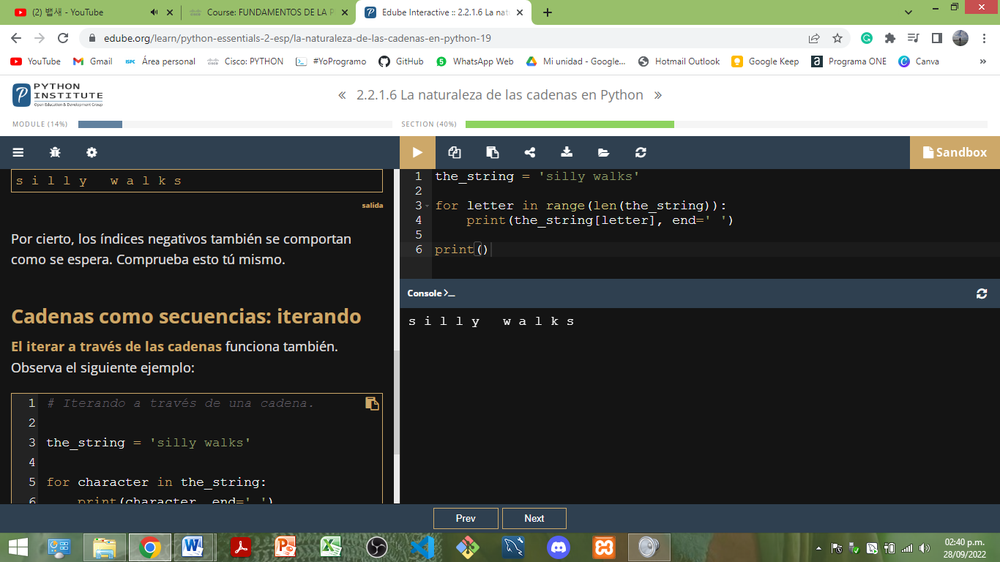 (2) 뱁새 - YouTube
Course: FUNDAMENTOS DE LA P
Edube Interactive :: 2.2.1.6 La nat
edube.org/learn/python-essentials-2-esp/la-naturaleza-de-las-cadenas-en-python-19
YouTube
Gmail
ISPC Área personal
Cisco: PYTHON
#YoProgramo
GitHub
5 WhatsApp Web
Mi unidad - Google...
Hotmail Outlook
Google Keep
a Programa ONE
C Canva
»
PYTHON
INSTITUTE
Open Education & Development Group
« 2.2.1.6 La naturaleza de las cadenas en Python »
MODULE (14%)
SECTION (40%)
Sandbox
s i l l y   w a l k s
salida
Por cierto, los índices negativos también se comportan
como se espera. Comprueba esto tú mismo.
Cadenas como secuencias: iterando
El iterar a través de las cadenas funciona también.
Observa el siguiente ejemplo:
1 # Iterando a través de una cadena.
2
3 the_string = 'silly walks'
4
5 for character in the_string:
6     print(character, end=' ')
1 the_string = 'silly walks'
2
3 for letter in range(len(the_string)):
4     print(the_string[letter], end=' ')
5
6 print()
Console >_
s i l l y   w a l k s
Prev
Next
02:40 p.m.
28/09/2022